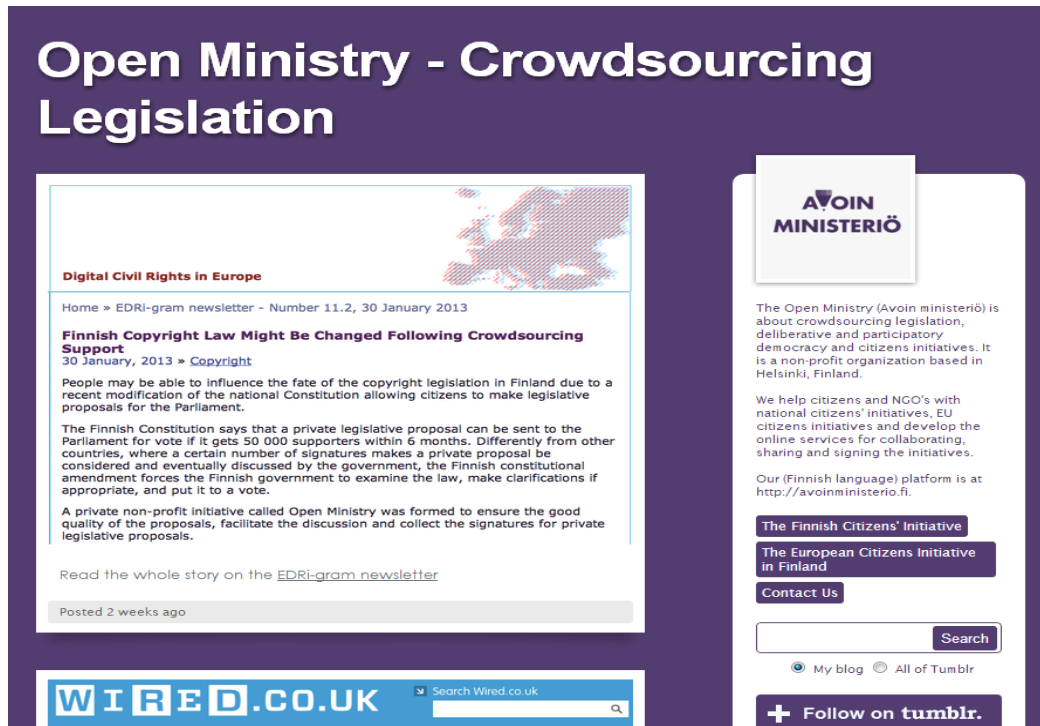 Open Ministry - Crowdsourcing
Legislation
Digital Civil Rights in Europe
Home » EDRi-gram newsletter - Number 11.2, 30 January 2013
Finnish Copyright Law Might Be Changed Following Crowdsourcing
Support
30 January, 2013 » Copyright
People may be able to influence the fate of the copyright legislation in Finland due to a
recent modification of the national Constitution allowing citizens to make legislative
proposals for the Parliament.
The Finnish Constitution says that a private legislative proposal can be sent to the
Parliament for vote if it gets 50 000 supporters within 6 months. Differently from other
countries, where a certain number of signatures makes a private proposal be
considered and eventually discussed by the government, the Finnish constitutional
amendment forces the Finnish government to examine the law, make clarifications if
appropriate, and put it to a vote.
A private non-profit initiative called Open Ministry was formed to ensure the good
quality of the proposals, facilitate the discussion and collect the signatures for private
legislative proposals.
Read the whole story on the EDRi-gram newsletter
Posted 2 weeks ago
WIRED.CO.UK
Search Wired.co.uk
AVOIN
MINISTERIÖ
The Open Ministry (Avoin ministeriö) is
about crowdsourcing legislation,
deliberative and participatory
democracy and citizens initiatives. It
is a non-profit organization based in
Helsinki, Finland.
We help citizens and NGO's with
national citizens' initiatives, EU
citizens initiatives and develop the
online services for collaborating,
sharing and signing the initiatives.
Our (Finnish language) platform is at
http://avoinministerio.fi.
The Finnish Citizens' Initiative
The European Citizens Initiative
in Finland
Contact Us
Search
My blog All of Tumblr
+ Follow on tumblr.